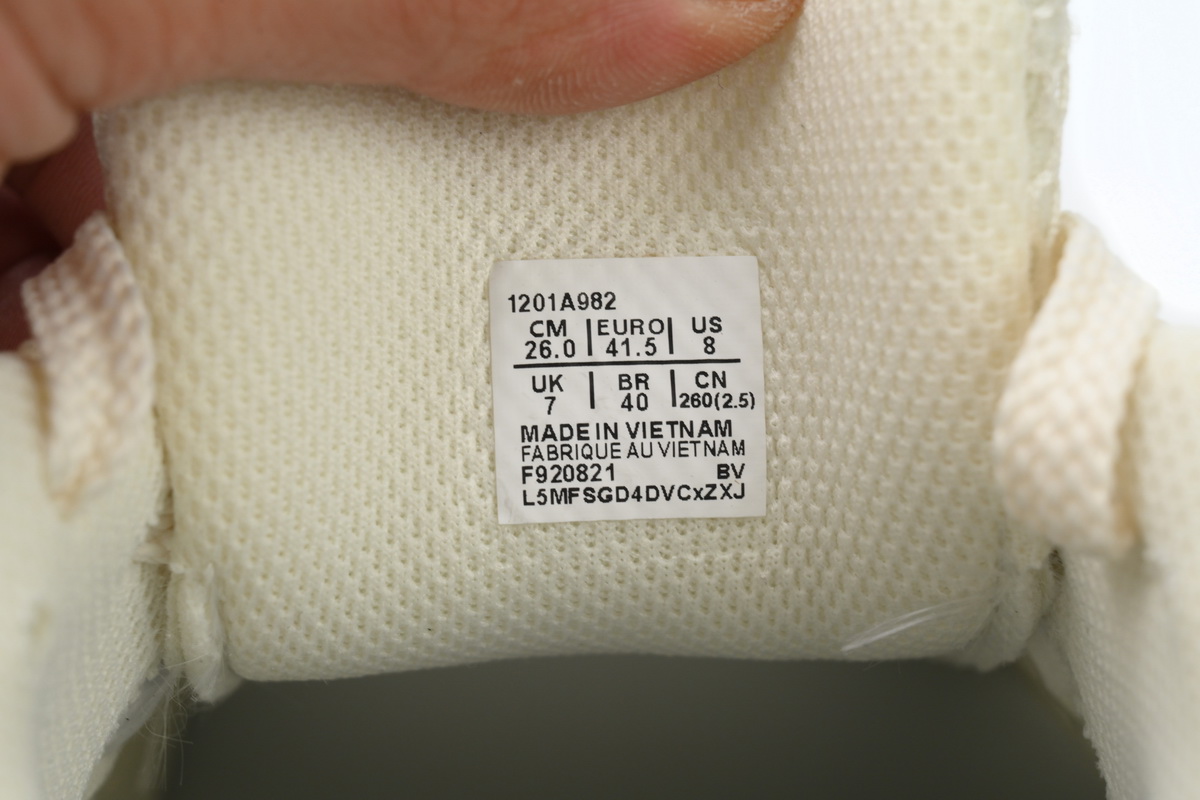 1201A982
CM | EURO | US
26.0 | 41.5 | 8
UK | BR | CN
7 | 40 | 260(2.5)
MADE IN VIETNAM
FABRIQUE AU VIETNAM
F920821 BV
L5MFSGD4DVCxZXJ